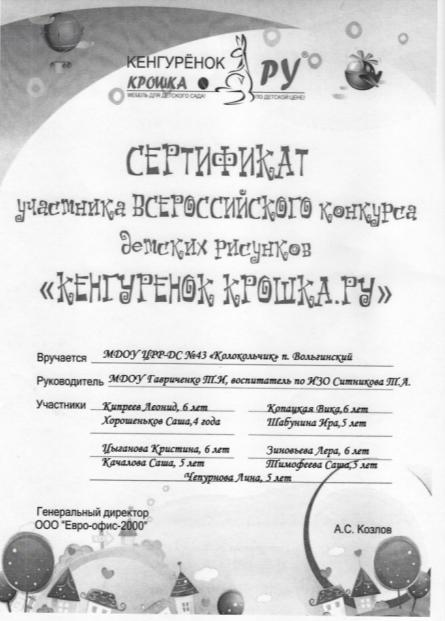 КЕНГУРЁНОК
КРОШКА РУ
МЕБЕЛЬ ДЛЯ ДЕТСКОГО САДА! ПО ДЕТСКОЙ ЦЕНЕ!
СЕРТИФИКАТ
участника ВСЕРОССИЙСКОГО конкурса
детских рисунков
«КЕНГУРЕНОК КРОШКА.РУ»
Вручается МДОУ ЦРР-ДС №43 «Колокольчик» п. Вольгинский
Руководитель МДОУ Гавриченко Т.И, воспитатель по ИЗО Ситникова Т.А.
Участники Кипреев Леонид, 6 лет Копацкая Вика,6 лет
Хорошеньков Саша,4 года Шабунина Ира,5 лет
Цыганова Кристина, 6 лет Зиновьева Лера, 6 лет
Качалова Саша, 5 лет Тимофеева Саша,5 лет
Чепурнова Лина, 5 лет
Генеральный директор
ООО "Евро-офис-2000" А.С. Козлов